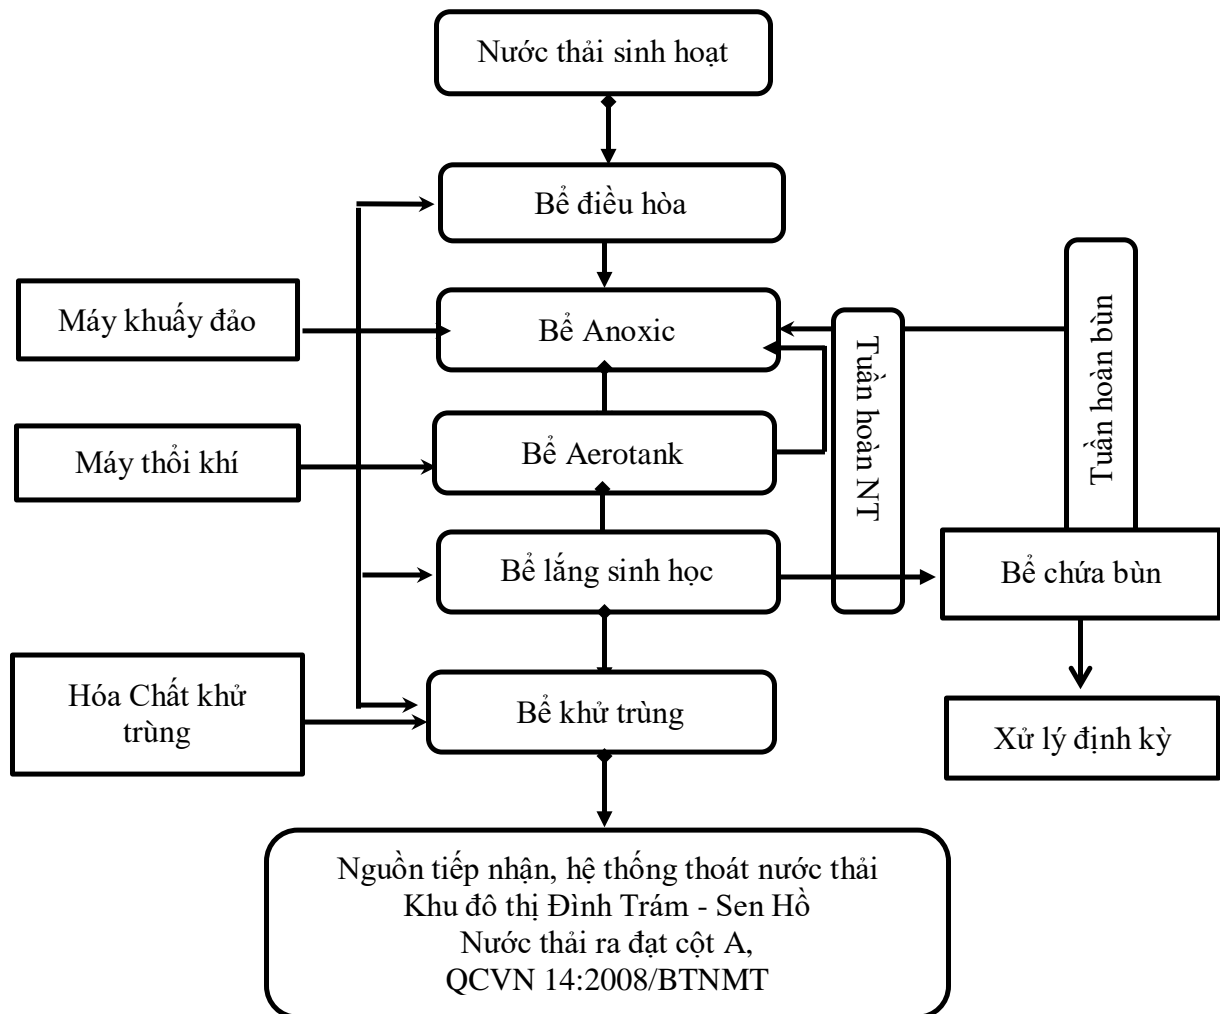 Nước thải sinh hoạt
Bể điều hòa
Máy khuấy đảo
Bể Anoxic
Tuần hoàn NT
Tuần hoàn bùn
Máy thổi khí
Bể Aerotank
Bể lắng sinh học
Bể chứa bùn
Hóa Chất khử
trùng
Bể khử trùng
Xử lý định kỳ
Nguồn tiếp nhận, hệ thống thoát nước thải
Khu đô thị Đình Trám - Sen Hồ
Nước thải ra đạt cột A,
QCVN 14:2008/BTNMT